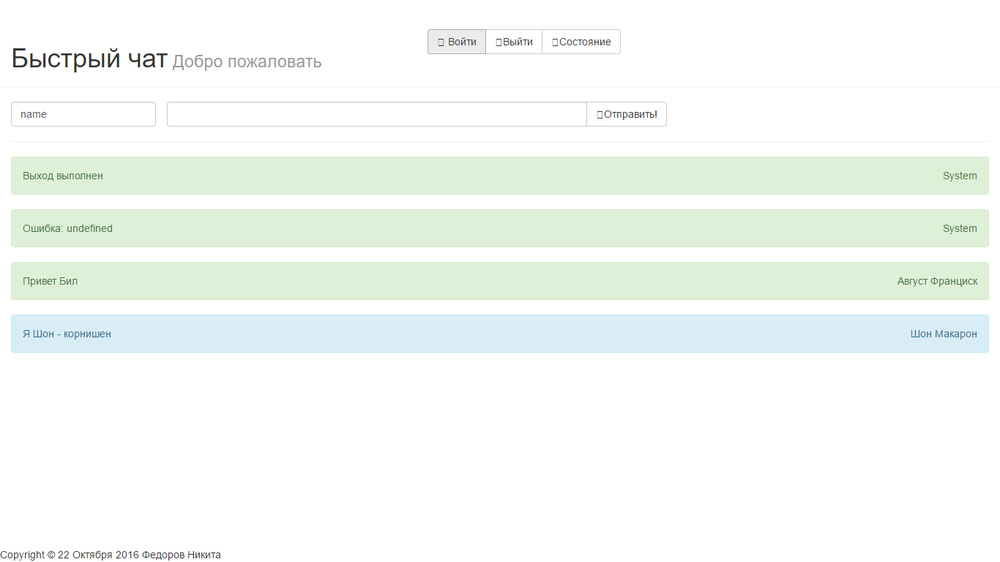 Войти Выйти Состояние
Быстрый чат Добро пожаловать
name Отправить!
Выход выполнен System
Ошибка: undefined System
Привет Бил Август Франциск
Я Шон - корнишен Шон Макарон
Copyright © 22 Октября 2016 Федоров Никита